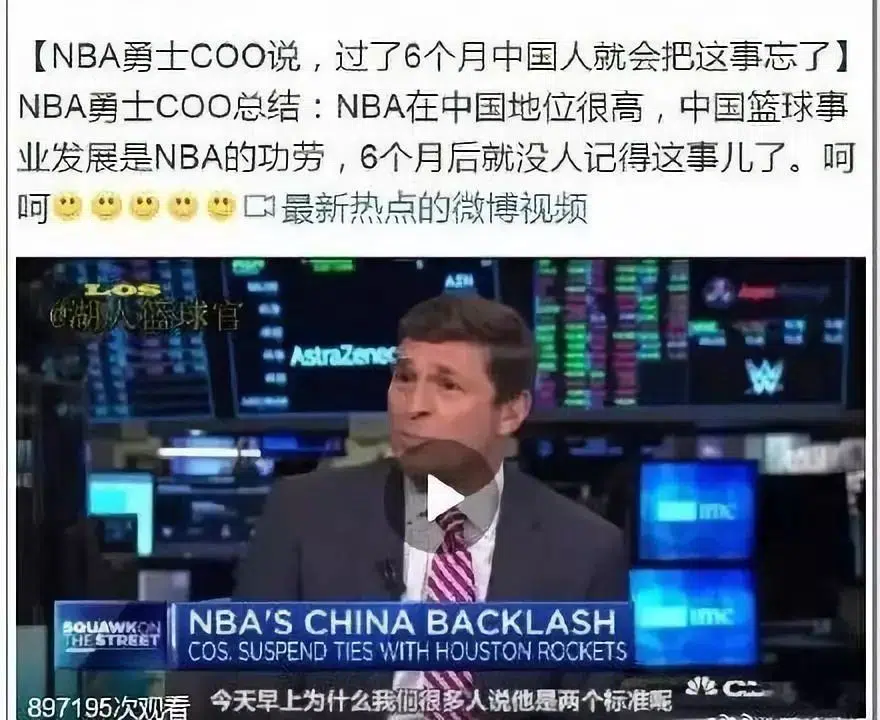 【NBA勇士COO说，过了6个月中国人就会把这事忘了】
NBA勇士COO总结：NBA在中国地位很高，中国篮球事
业发展是NBA的功劳，6个月后就没人记得这事儿了。呵
呵 最新热点的微博视频
LOS
@湖人篮球官
AstraZenec
W
imc
imc
SQUAWK ON
THE STREET
NBA'S CHINA BACKLASH
COS. SUSPEND TIES WITH HOUSTON ROCKETS
897195次观看
今天早上为什么我们很多人说他是两个标准呢